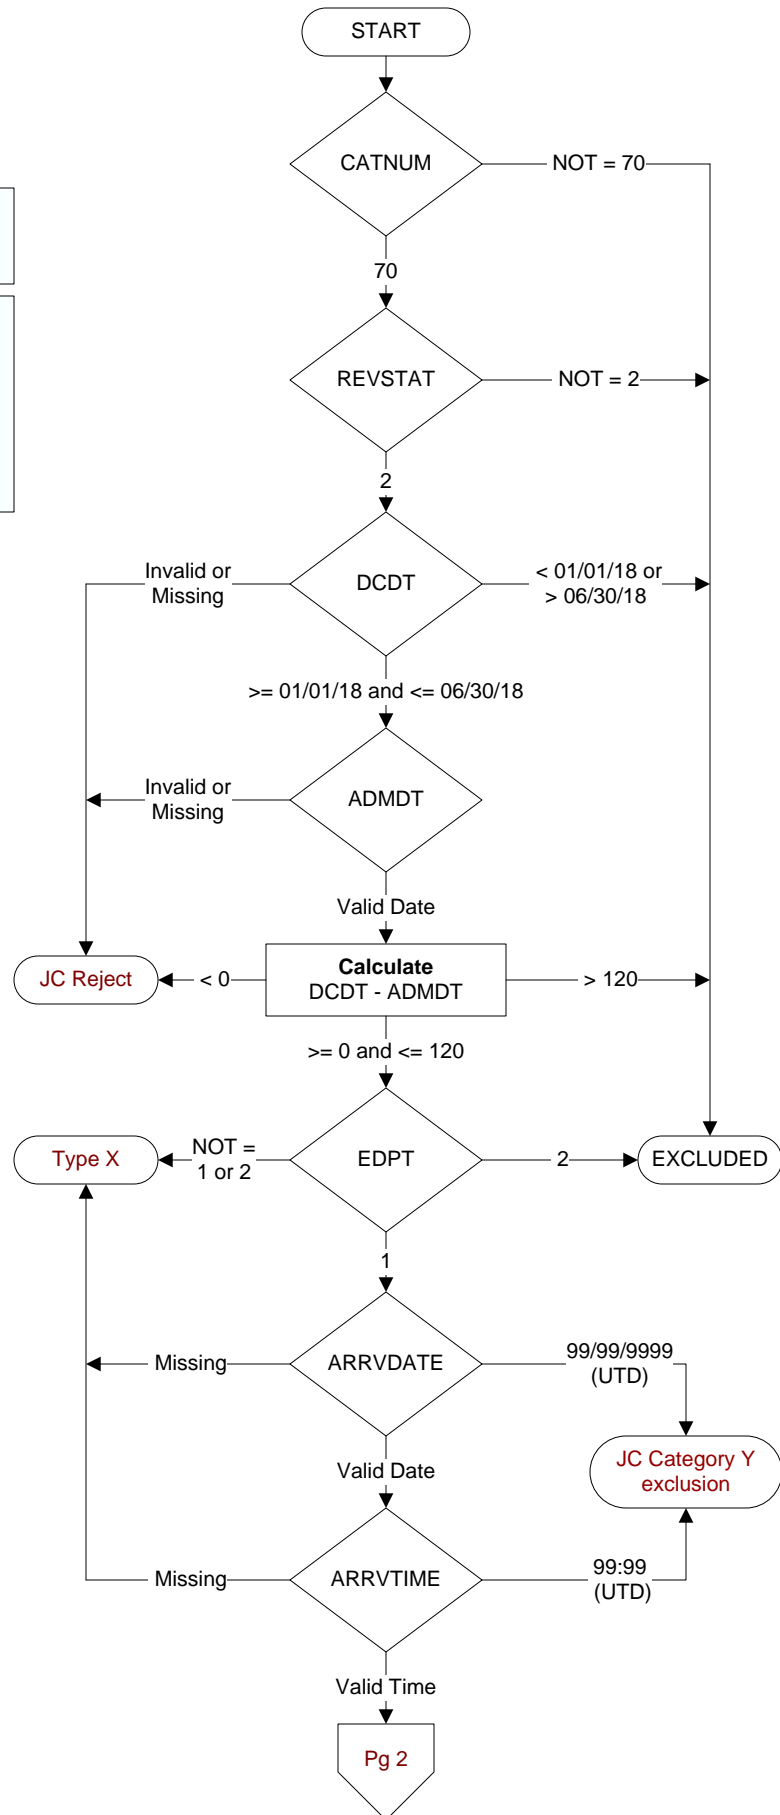 START
CATNUM
NOT = 70
70
REVSTAT
NOT = 2
2
Invalid or
Missing
DCDT
< 01/01/18 or
> 06/30/18
>= 01/01/18 and <= 06/30/18
Invalid or
Missing
ADMDT
Valid Date
JC Reject
< 0
Calculate
DCDT - ADMDT
> 120
>= 0 and <= 120
Type X
NOT =
1 or 2
EDPT
2
EXCLUDED
1
Missing
ARRVDATE
99/99/9999
(UTD)
Valid Date
JC Category Y
exclusion
Missing
ARRVTIME
99:99
(UTD)
Valid Time
Pg 2